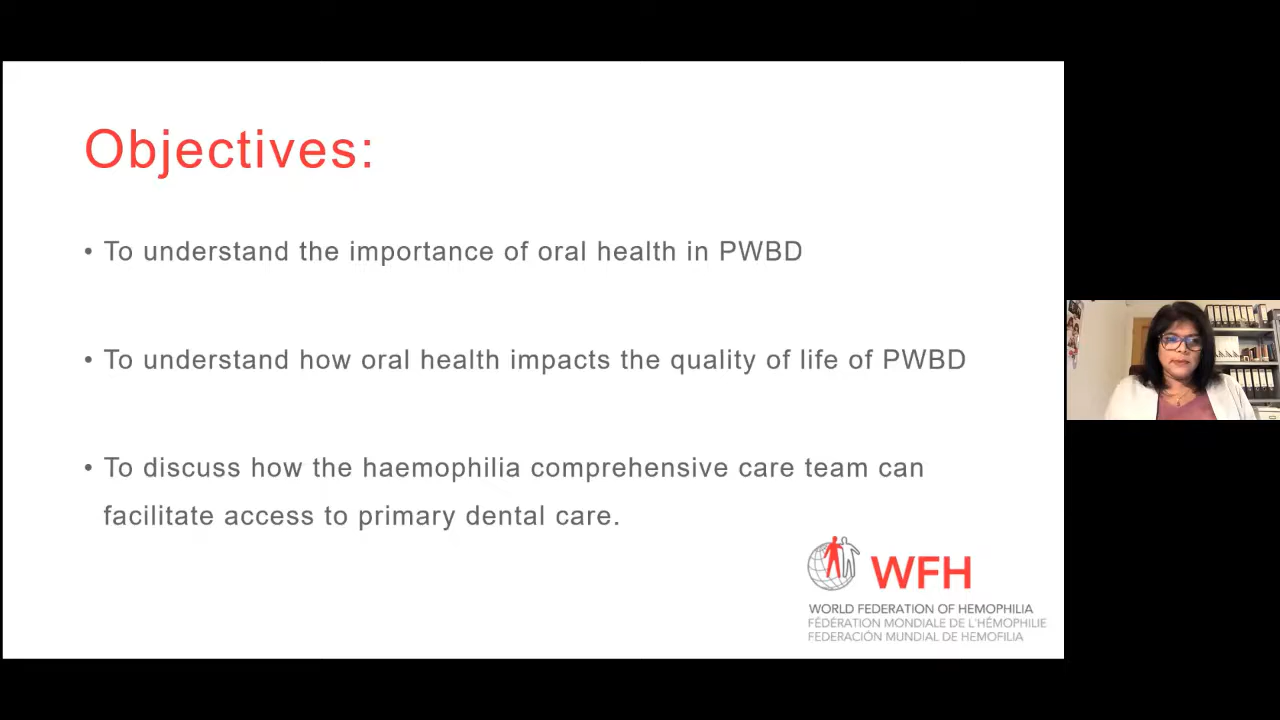 Objectives:
• To understand the importance of oral health in PWBD
• To understand how oral health impacts the quality of life of PWBD
• To discuss how the haemophilia comprehensive care team can
facilitate access to primary dental care.
WFH
WORLD FEDERATION OF HEMOPHILIA
FÉDÉRATION MONDIALE DE L'HÉMOPHILIE
FEDERACIÓN MUNDIAL DE HEMOFILIA